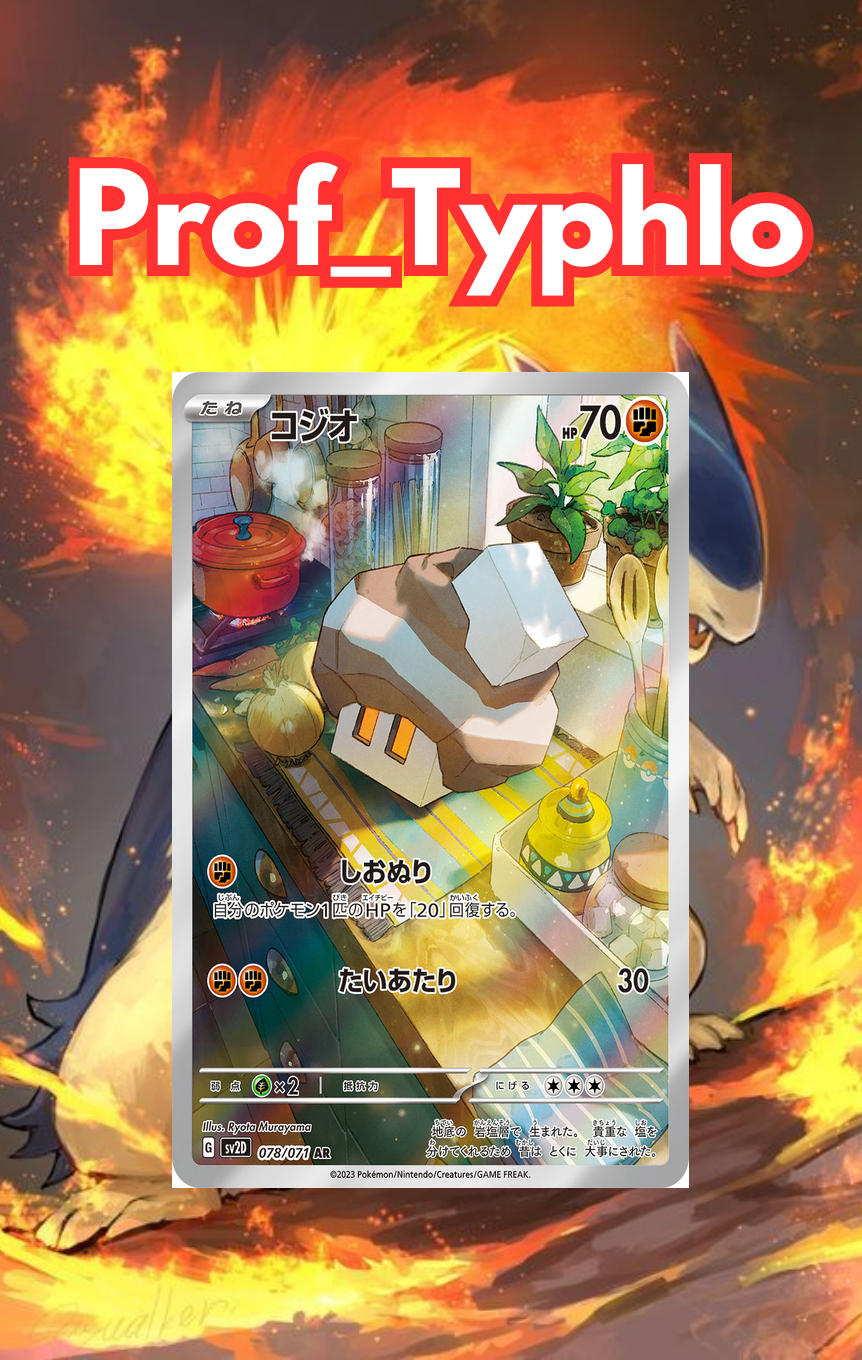 Prof_Typhlo
たね コジオ HP70
しおぬり
自分のポケモン1匹のHPを「20」回復する。
たいあたり 30
弱点 ×2 抵抗力 にげる
Illus. Ryota Murayama
地底の 岩塩層で 生まれた。 貴重な 塩を
分けてくれるため 昔は とくに 大事にされた。
G sv2D 078/071 AR
©2023 Pokémon/Nintendo/Creatures/GAME FREAK.